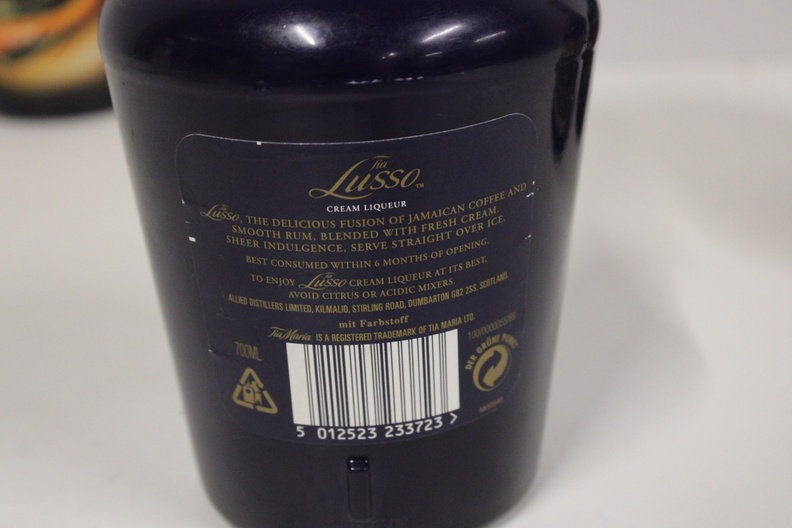 Tia
Lusso™
CREAM LIQUEUR
Tia Lusso, THE DELICIOUS FUSION OF JAMAICAN COFFEE AND
SMOOTH RUM, BLENDED WITH FRESH CREAM.
SHEER INDULGENCE, SERVE STRAIGHT OVER ICE.
BEST CONSUMED WITHIN 6 MONTHS OF OPENING.
TO ENJOY Tia Lusso CREAM LIQUEUR AT ITS BEST,
AVOID CITRUS OR ACIDIC MIXERS.
ALLIED DISTILLERS LIMITED, KILMALID, STIRLING ROAD, DUMBARTON G82 2SS, SCOTLAND.
mit Farbstoff
Tia Maria IS A REGISTERED TRADEMARK OF TIA MARIA LTD.
700ML
DER GRÜNE PUNKT
5 012523 233723 >